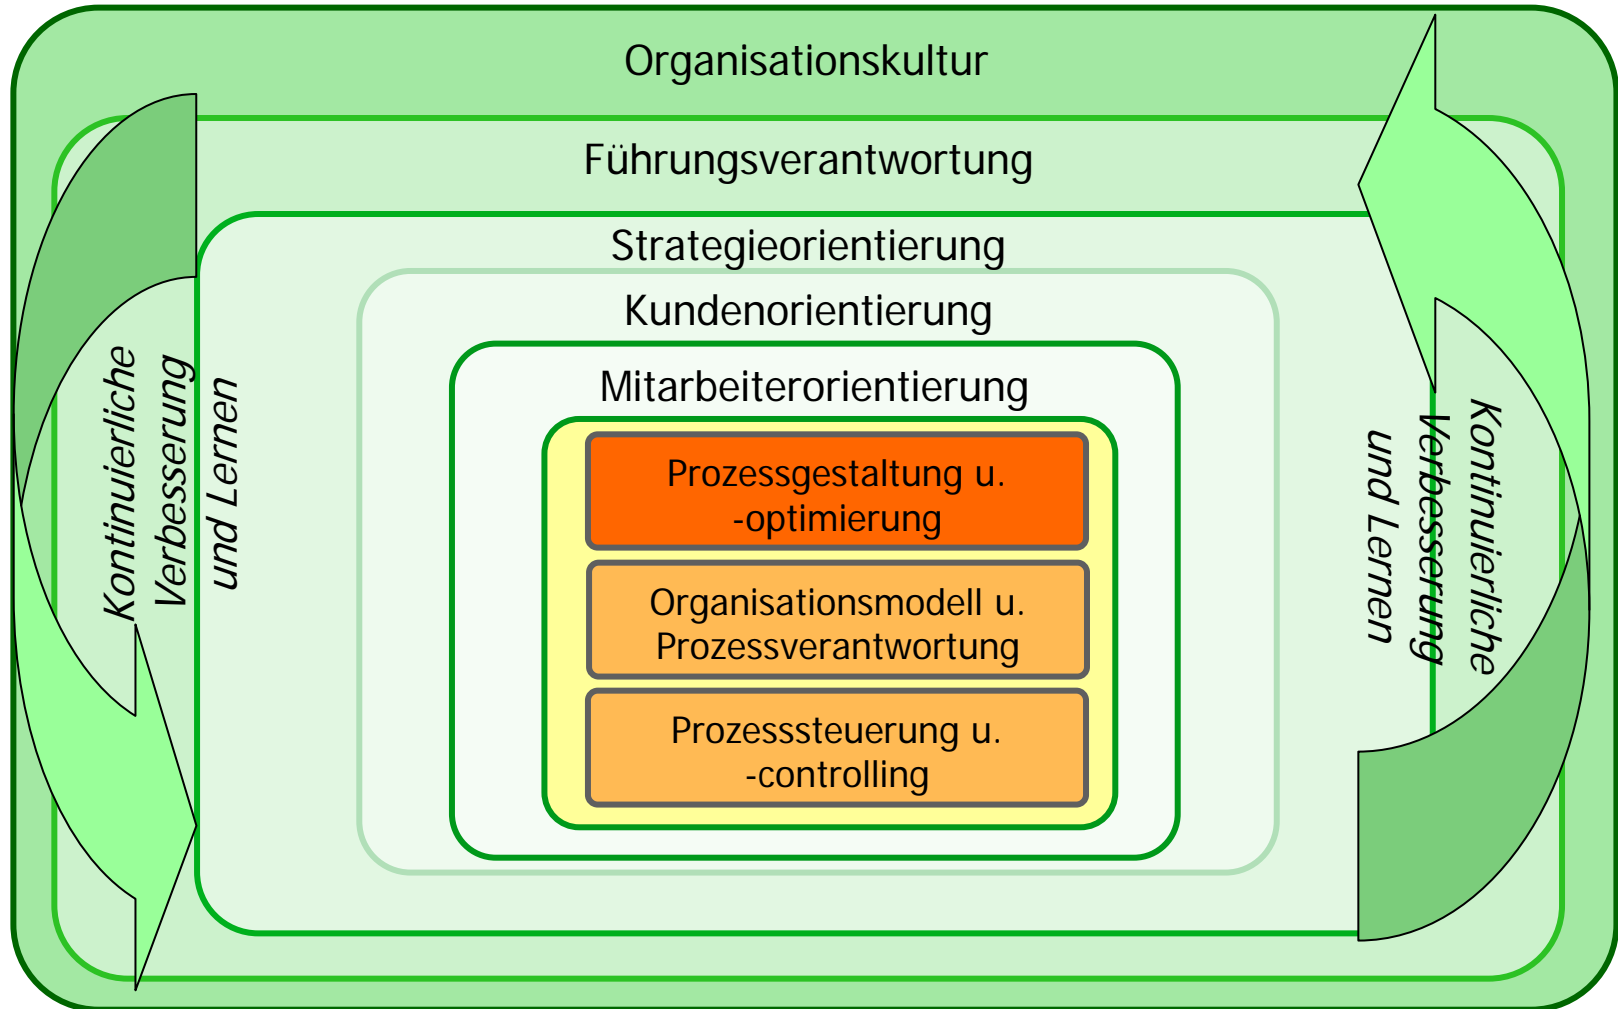 Organisationskultur
Führungsverantwortung
Strategieorientierung
Kundenorientierung
Mitarbeiterorientierung
Prozessgestaltung u.
-optimierung
Organisationsmodell u.
Prozessverantwortung
Prozesssteuerung u.
-controlling
Kontinuierliche
Verbesserung
und Lernen
Kontinuierliche
Verbesserung
und Lernen